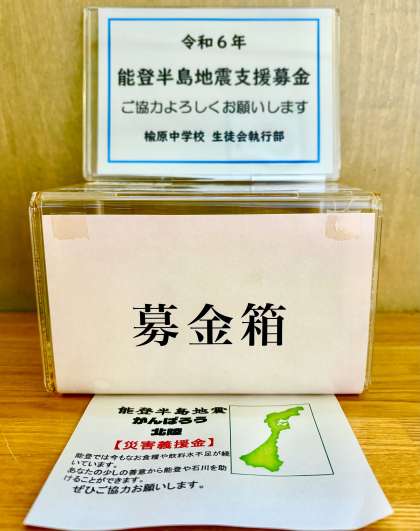 令和６年
能登半島地震支援募金
ご協力よろしくお願いします
檜原中学校 生徒会執行部
募金箱
能登半島地震
がんばろう
北陸
【災害義援金】
能登では今もなお食糧や飲料水不足が続
いています。
あなたの少しの善意から能登や石川を助
けることができます。
ぜひご協力お願いします。